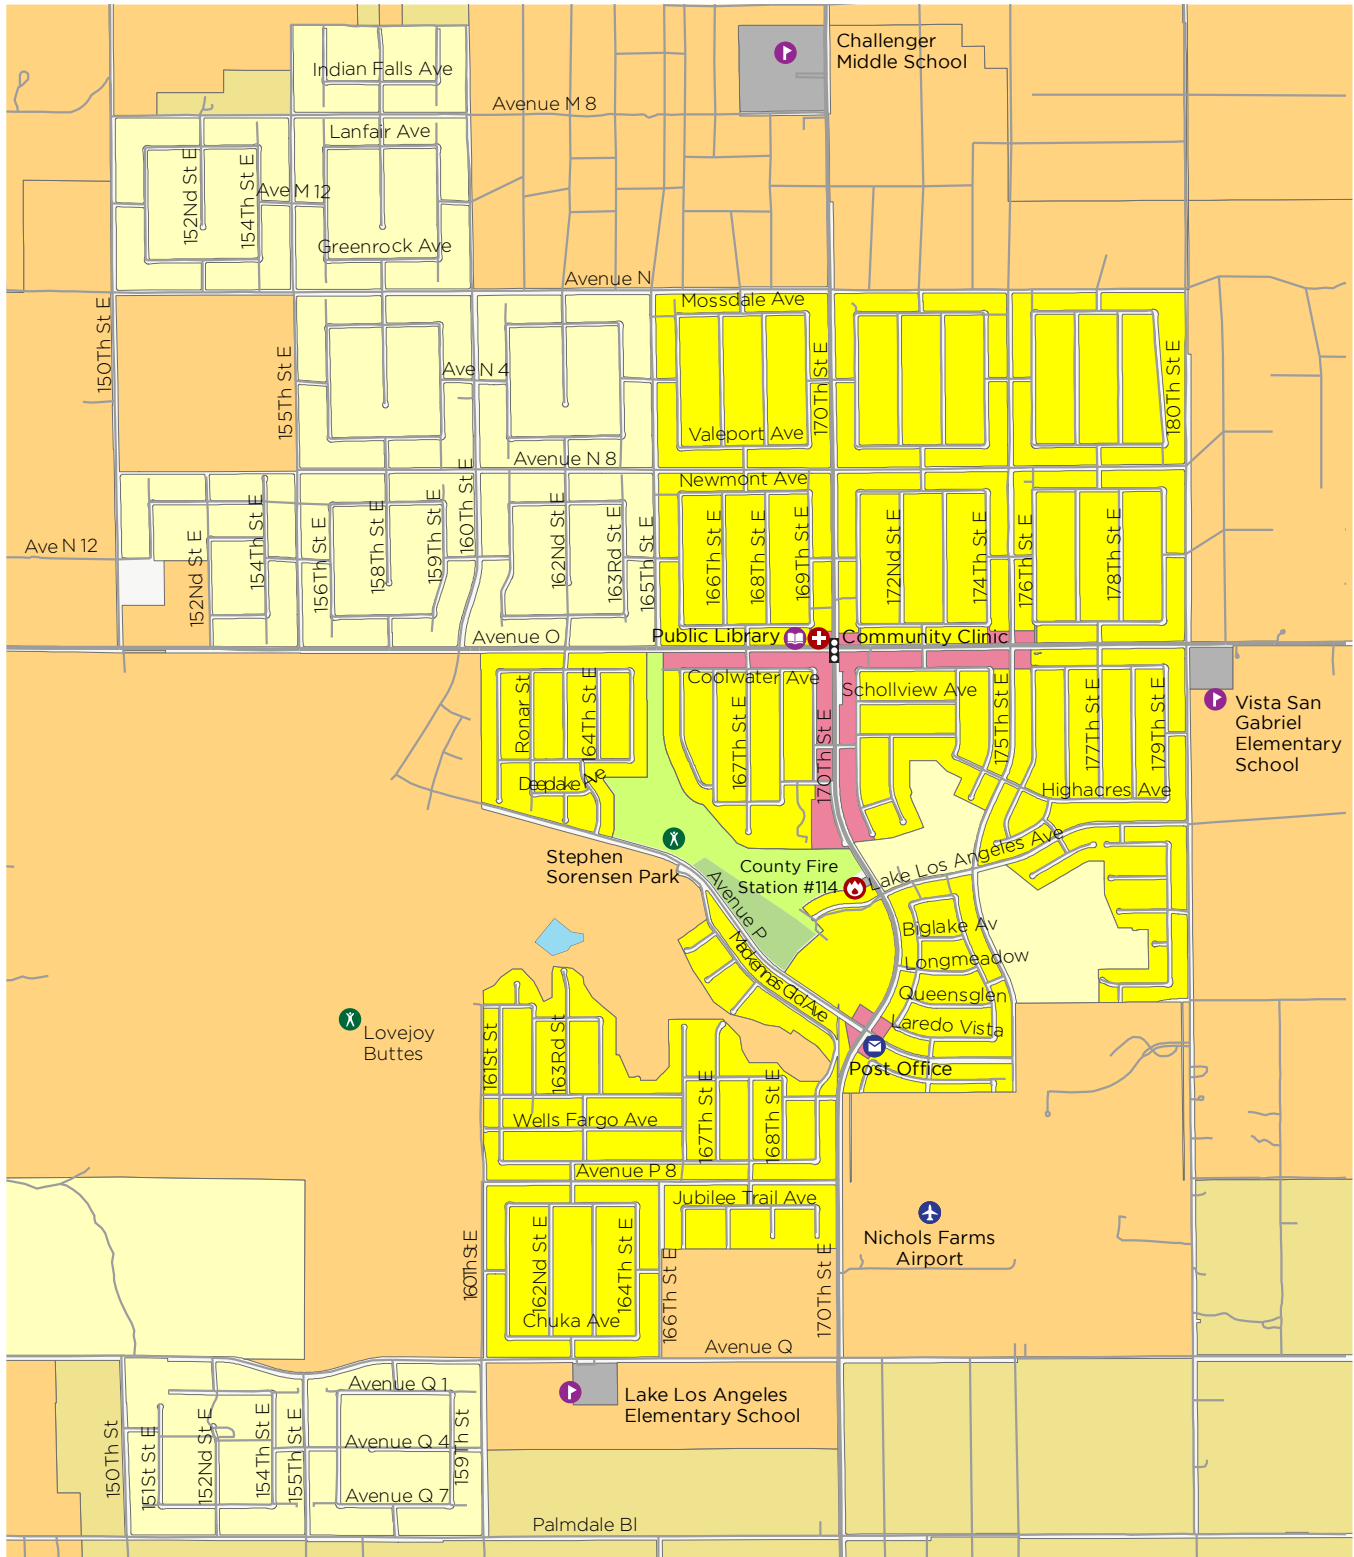 Challenger
Middle School
Indian Falls Ave
Avenue M 8
Lanfair Ave
152Nd St E
154Th St E
Ave M 12
Greenrock Ave
Avenue N
Mossdale Ave
150Th St E
155Th St E
Ave N 4
170Th St E
180Th St E
Valeport Ave
Avenue N 8
Newmont Ave
160Th St E
Ave N 12
152Nd St E
154Th St E
156Th St E
158Th St E
159Th St E
162Nd St E
163Rd St E
165Th St E
166Th St E
168Th St E
169Th St E
172Nd St E
174Th St E
176Th St E
178Th St E
Avenue O
Public Library
Community Clinic
Coolwater Ave
Schollview Ave
Ronar St
164Th St E
167Th St E
170Th St E
175Th St E
177Th St E
179Th St E
Vista San
Gabriel
Elementary
School
Deeplake Ave
Highacres Ave
Lake Los Angeles Ave
Stephen
Sorensen Park
County Fire
Station #114
Avenue P
Mackennas Gld Ave
Biglake Av
Longmeadow
Queensglen
Laredo Vista
Post Office
Lovejoy
Buttes
161St St
163Rd St
Wells Fargo Ave
167Th St E
168Th St E
Avenue P 8
Jubilee Trail Ave
160Th St E
162Nd St E
164Th St E
166Th St E
170Th St E
Chuka Ave
Nichols Farms
Airport
Avenue Q
Lake Los Angeles
Elementary School
Avenue Q 1
Avenue Q 4
Avenue Q 7
150Th St
151St St E
152Nd St E
154Th St E
155Th St E
159Th St
Palmdale Bl